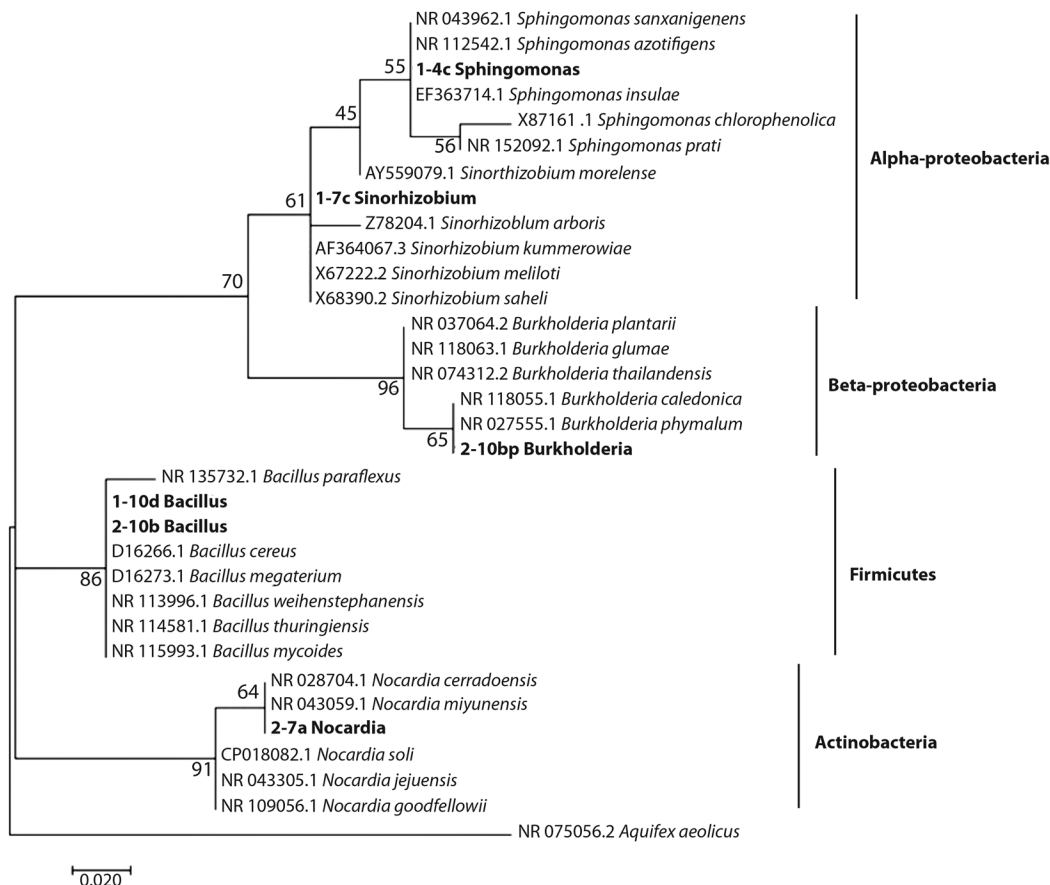 NR 043962.1 Sphingomonas sanxanigenens
NR 112542.1 Sphingomonas azotifigens
55
1-4c Sphingomonas
EF363714.1 Sphingomonas insulae
45
X87161 .1 Sphingomonas chlorophenolica
56
NR 152092.1 Sphingomonas prati
Alpha-proteobacteria
AY559079.1 Sinorthizobium morelense
61
1-7c Sinorhizobium
Z78204.1 Sinorhizoblum arboris
AF364067.3 Sinorhizobium kummerowiae
X67222.2 Sinorhizobium meliloti
70
X68390.2 Sinorhizobium saheli
NR 037064.2 Burkholderia plantarii
NR 118063.1 Burkholderia glumae
NR 074312.2 Burkholderia thailandensis
96
Beta-proteobacteria
NR 118055.1 Burkholderia caledonica
NR 027555.1 Burkholderia phymalum
65
2-10bp Burkholderia
NR 135732.1 Bacillus paraflexus
1-10d Bacillus
2-10b Bacillus
D16266.1 Bacillus cereus
86
D16273.1 Bacillus megaterium
Firmicutes
NR 113996.1 Bacillus weihenstephanensis
NR 114581.1 Bacillus thuringiensis
NR 115993.1 Bacillus mycoides
NR 028704.1 Nocardia cerradoensis
64
NR 043059.1 Nocardia miyunensis
2-7a Nocardia
Actinobacteria
CP018082.1 Nocardia soli
91
NR 043305.1 Nocardia jejuensis
NR 109056.1 Nocardia goodfellowii
NR 075056.2 Aquifex aeolicus
0.020